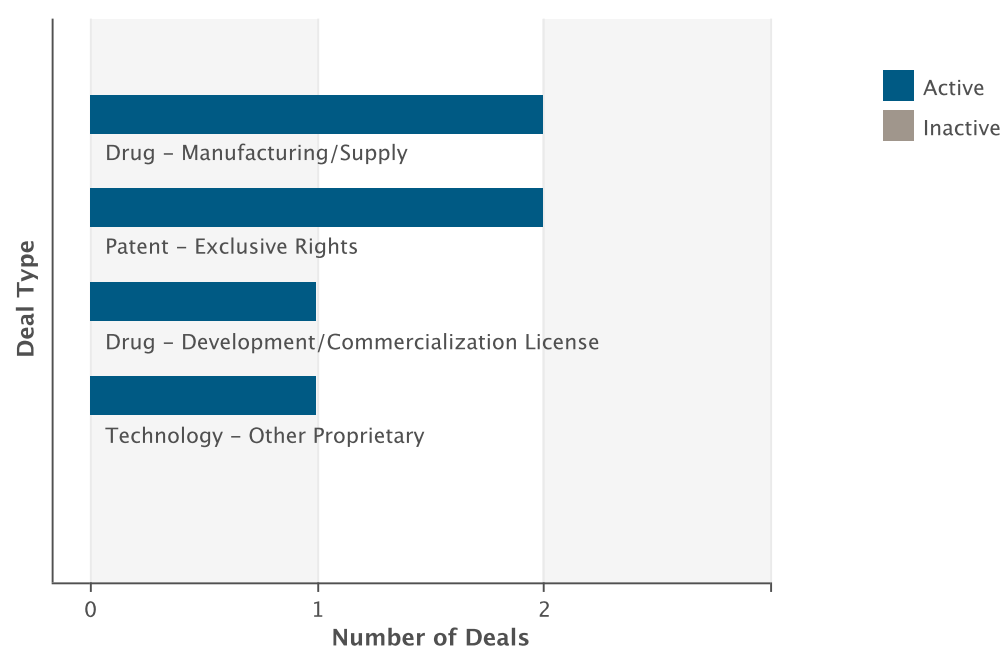 Active
Inactive
Drug – Manufacturing/Supply
Patent – Exclusive Rights
Drug – Development/Commercialization License
Technology – Other Proprietary
Deal Type
0 1 2
Number of Deals